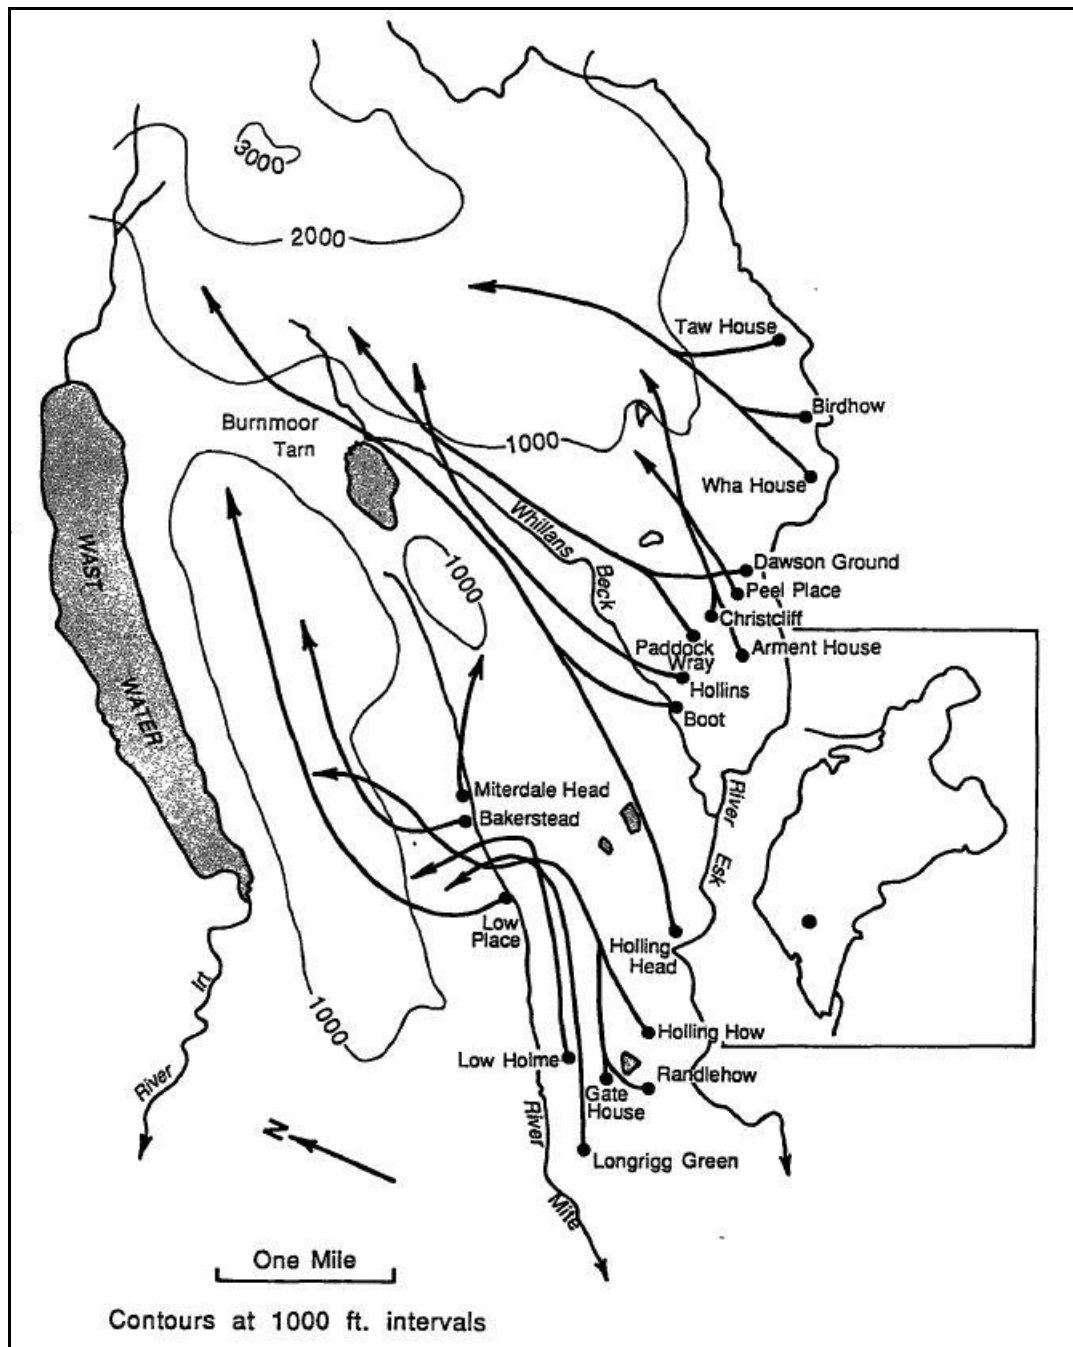 3000
2000
Taw House
Birdhow
Burnmoor
Tarn
1000
Wha House
Whillans
Beck
WAST
WATER
1000
Dawson Ground
Peel Place
Christcliff
Paddock
Wray
Arment House
Hollins
Boot
Miterdale Head
Bakerstead
River
Esk
Low
Place
Holling
Head
Irt
River
1000
Holling How
Low Holme
Gate
House
Randlehow
River
Mite
Longrigg Green
N
One Mile
Contours at 1000 ft. intervals